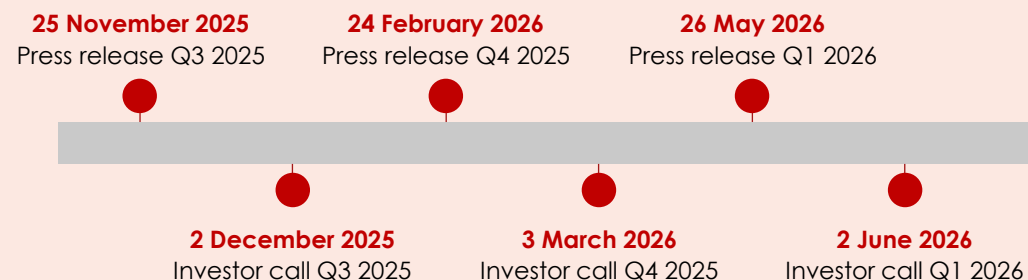 25 November 2025
Press release Q3 2025
24 February 2026
Press release Q4 2025
26 May 2026
Press release Q1 2026
2 December 2025
Investor call Q3 2025
3 March 2026
Investor call Q4 2025
2 June 2026
Investor call Q1 2026